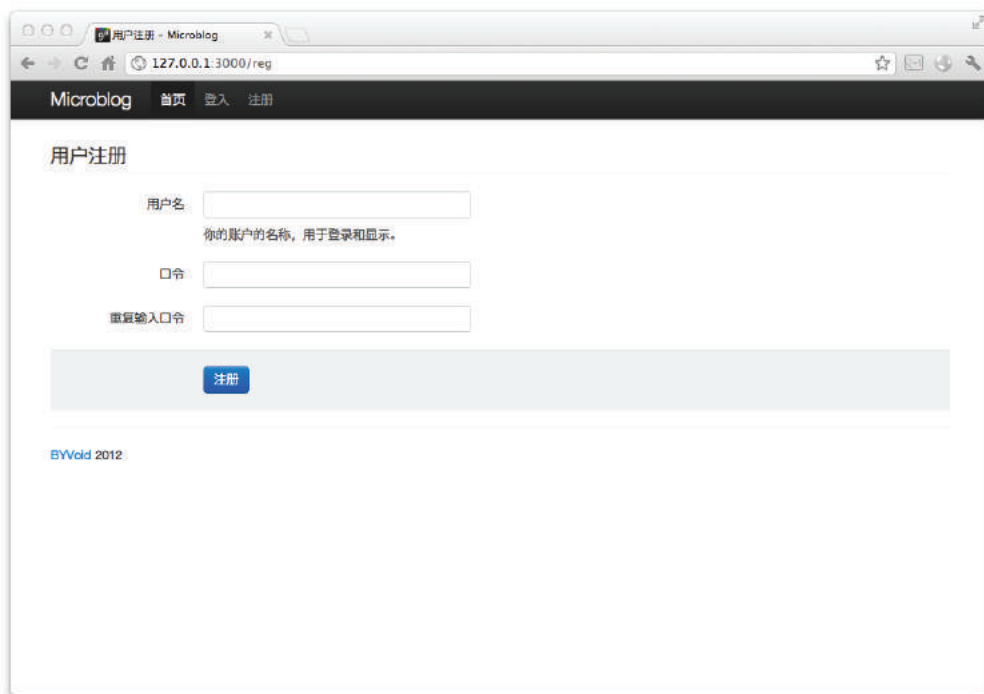 用户注册 - Microblog
127.0.0.1:3000/reg
Microblog 首页 登入 注册
用户注册
用户名
你的账户的名称，用于登录和显示。
口令
重复输入口令
注册
BYVoid 2012